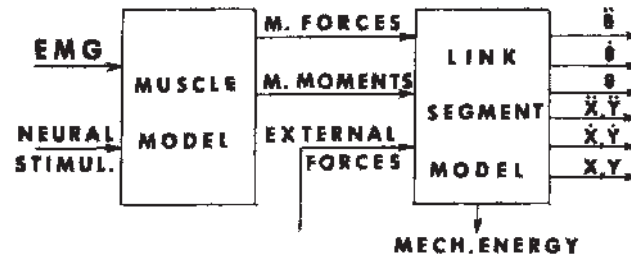 EMG
NEURAL
STIMUL.
MUSCLE
MODEL
M. FORCES
M. MOMENTS
EXTERNAL
FORCES
LINK
SEGMENT
MODEL
θ̈
θ̇
θ
Ẍ,Ÿ
Ẋ,Ẏ
X,Y
MECH.ENERGY